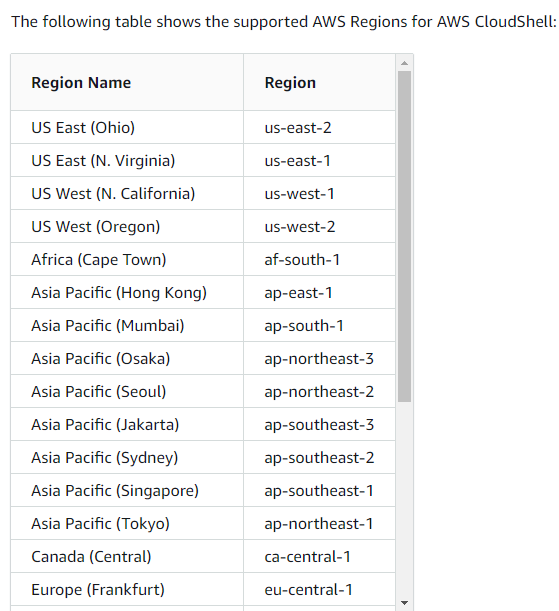 The following table shows the supported AWS Regions for AWS CloudShell:
Region Name Region
US East (Ohio) us-east-2
US East (N. Virginia) us-east-1
US West (N. California) us-west-1
US West (Oregon) us-west-2
Africa (Cape Town) af-south-1
Asia Pacific (Hong Kong) ap-east-1
Asia Pacific (Mumbai) ap-south-1
Asia Pacific (Osaka) ap-northeast-3
Asia Pacific (Seoul) ap-northeast-2
Asia Pacific (Jakarta) ap-southeast-3
Asia Pacific (Sydney) ap-southeast-2
Asia Pacific (Singapore) ap-southeast-1
Asia Pacific (Tokyo) ap-northeast-1
Canada (Central) ca-central-1
Europe (Frankfurt) eu-central-1